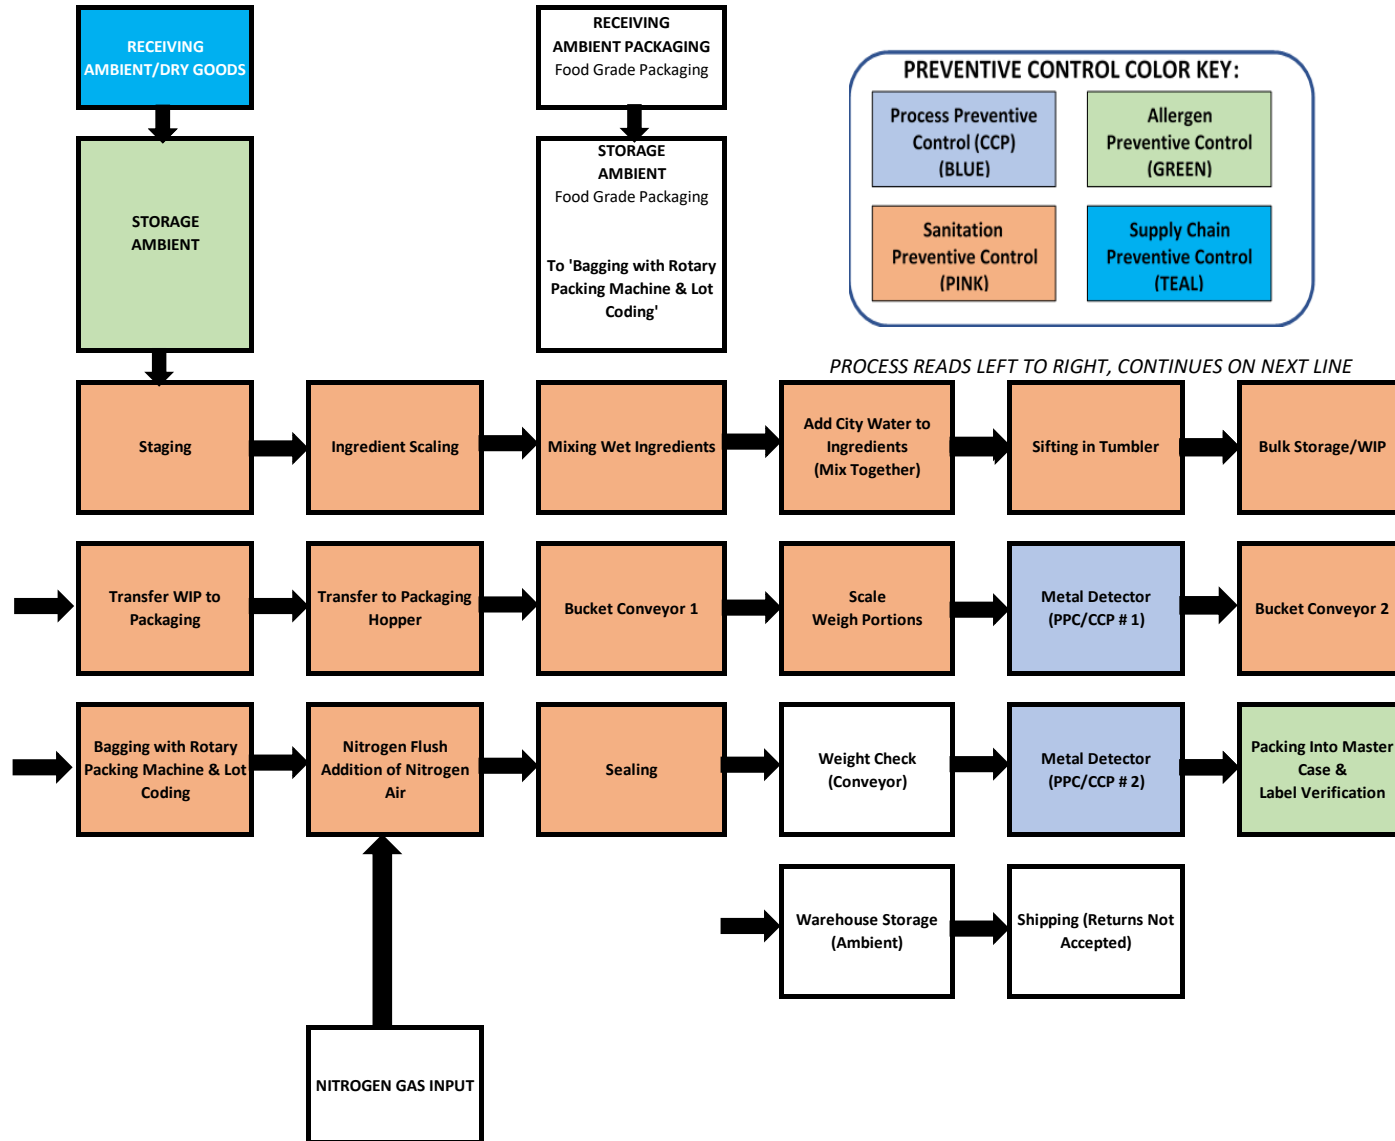 RECEIVING
AMBIENT/DRY GOODS
RECEIVING
AMBIENT PACKAGING
Food Grade Packaging
PREVENTIVE CONTROL COLOR KEY:
Process Preventive
Control (CCP)
(BLUE)
Allergen
Preventive Control
(GREEN)
Sanitation
Preventive Control
(PINK)
Supply Chain
Preventive Control
(TEAL)
STORAGE
AMBIENT
STORAGE
AMBIENT
Food Grade Packaging
To 'Bagging with Rotary
Packing Machine & Lot
Coding'
PROCESS READS LEFT TO RIGHT, CONTINUES ON NEXT LINE
Staging
Ingredient Scaling
Mixing Wet Ingredients
Add City Water to
Ingredients
(Mix Together)
Sifting in Tumbler
Bulk Storage/WIP
Transfer WIP to
Packaging
Transfer to Packaging
Hopper
Bucket Conveyor 1
Scale
Weigh Portions
Metal Detector
(PPC/CCP # 1)
Bucket Conveyor 2
Bagging with Rotary
Packing Machine & Lot
Coding
Nitrogen Flush
Addition of Nitrogen
Air
Sealing
Weight Check
(Conveyor)
Metal Detector
(PPC/CCP # 2)
Packing Into Master
Case &
Label Verification
Warehouse Storage
(Ambient)
Shipping (Returns Not
Accepted)
NITROGEN GAS INPUT